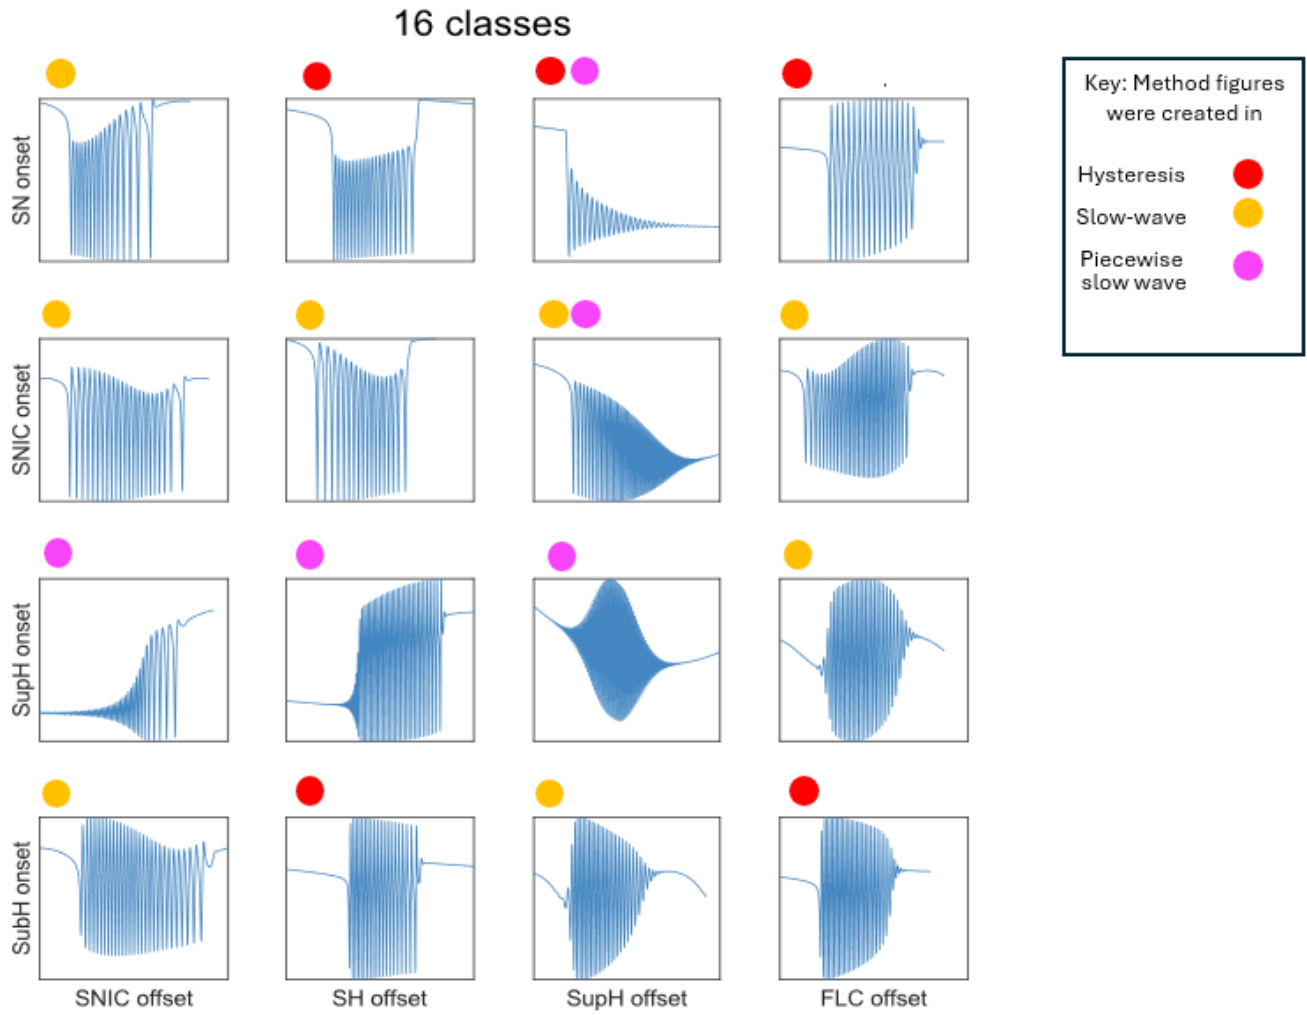 16 classes
Key: Method figures
were created in
Hysteresis
Slow-wave
Piecewise
slow wave
SN onset
SNIC onset
SupH onset
SubH onset
SNIC offset
SH offset
SupH offset
FLC offset